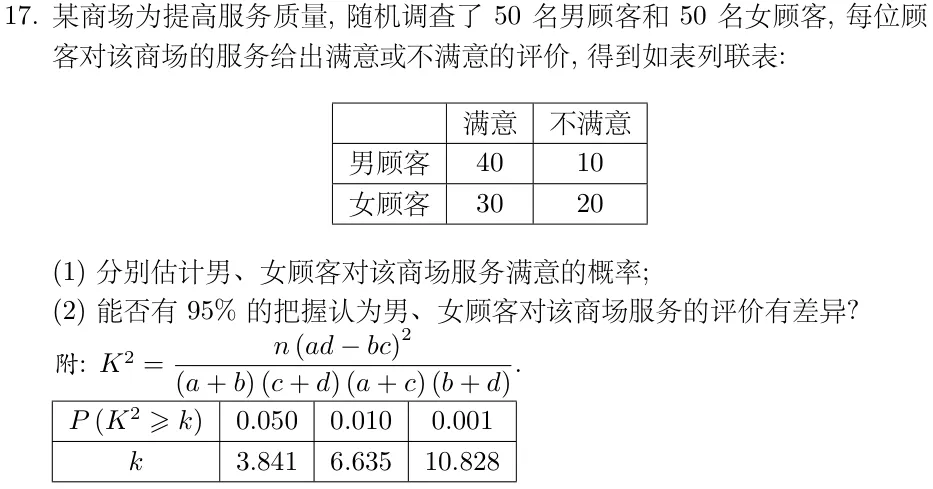 17. 某商场为提高服务质量, 随机调查了 50 名男顾客和 50 名女顾客, 每位顾
客对该商场的服务给出满意或不满意的评价, 得到如表列联表:
满意 不满意
男顾客 40 10
女顾客 30 20
(1) 分别估计男、女顾客对该商场服务满意的概率;
(2) 能否有 95% 的把握认为男、女顾客对该商场服务的评价有差异?
附: K² = n (ad − bc)² / (a + b) (c + d) (a + c) (b + d).
P (K² ⩾ k) 0.050 0.010 0.001
k 3.841 6.635 10.828